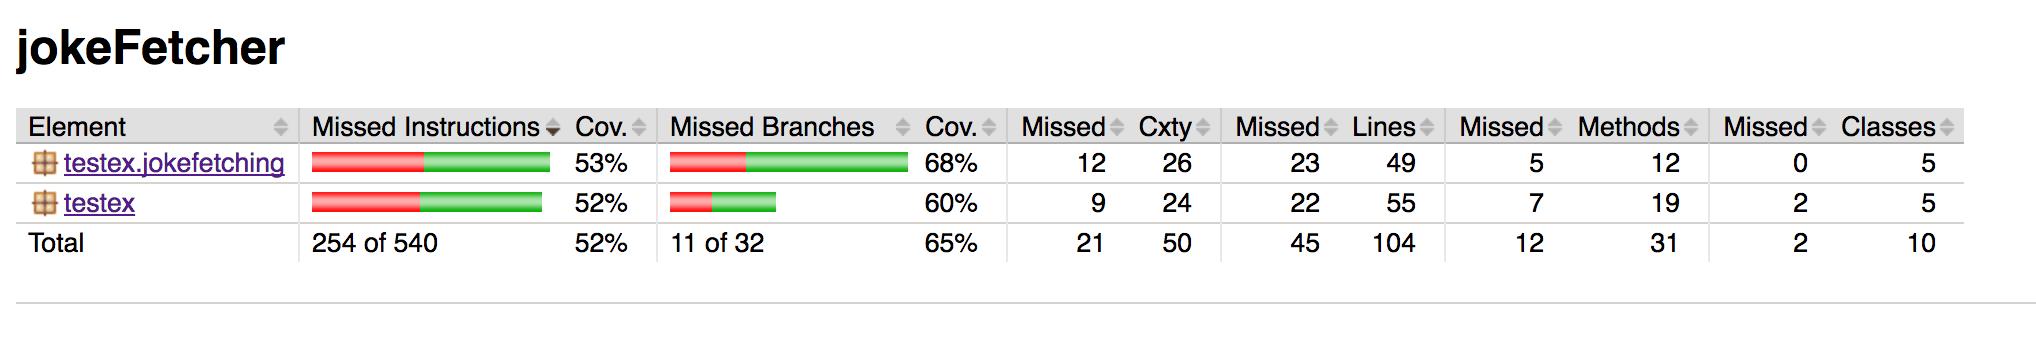 jokeFetcher
Element Missed Instructions Cov. Missed Branches Cov. Missed Cxty Missed Lines Missed Methods Missed Classes
testex.jokefetching 53% 68% 12 26 23 49 5 12 0 5
testex 52% 60% 9 24 22 55 7 19 2 5
Total 254 of 540 52% 11 of 32 65% 21 50 45 104 12 31 2 10